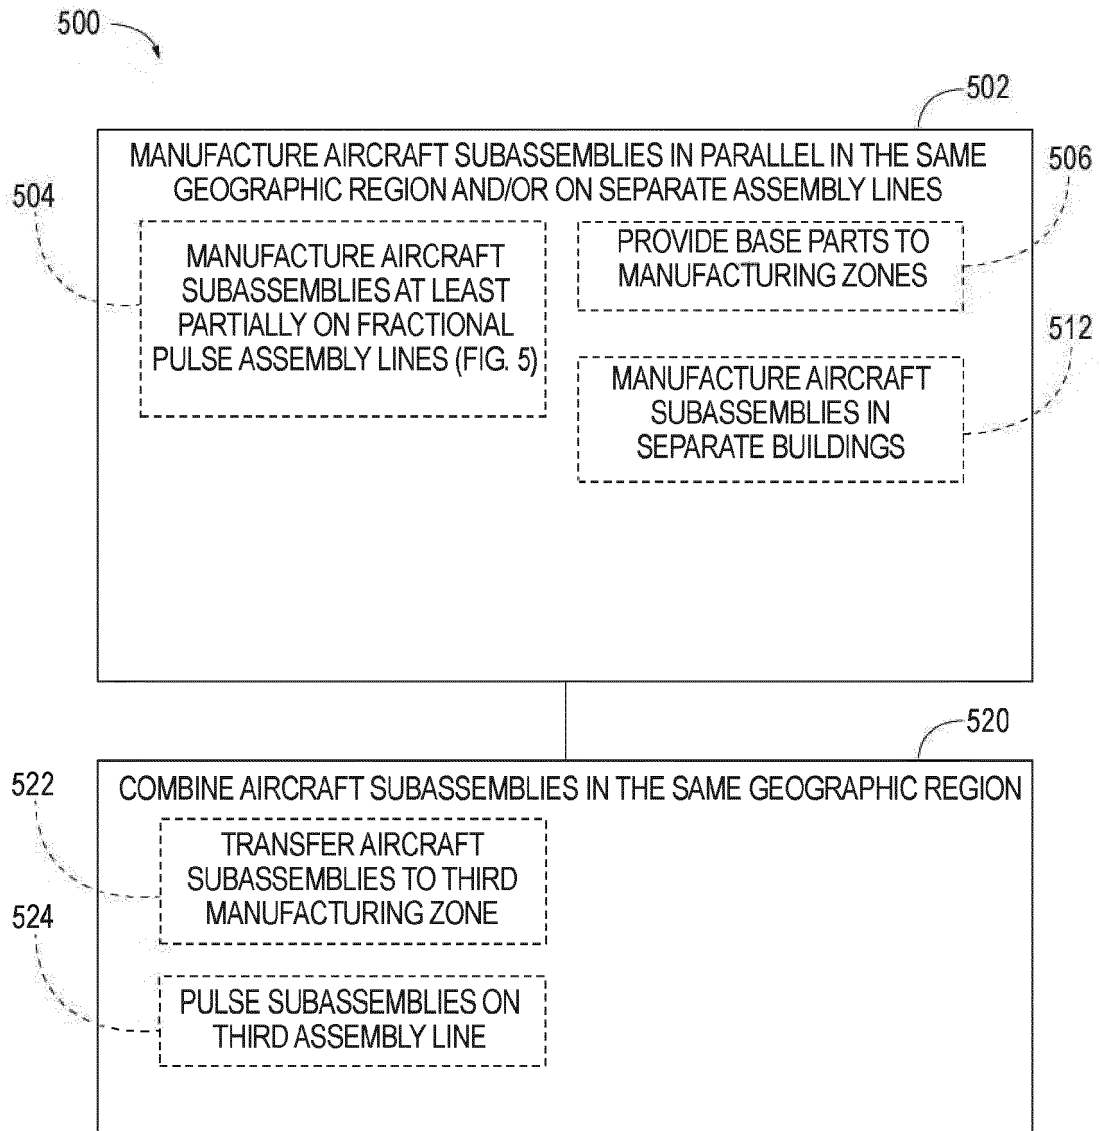 500
502
MANUFACTURE AIRCRAFT SUBASSEMBLIES IN PARALLEL IN THE SAME
GEOGRAPHIC REGION AND/OR ON SEPARATE ASSEMBLY LINES
504
506
MANUFACTURE AIRCRAFT
SUBASSEMBLIES AT LEAST
PARTIALLY ON FRACTIONAL
PULSE ASSEMBLY LINES (FIG. 5)
PROVIDE BASE PARTS TO
MANUFACTURING ZONES
512
MANUFACTURE AIRCRAFT
SUBASSEMBLIES IN
SEPARATE BUILDINGS
520
COMBINE AIRCRAFT SUBASSEMBLIES IN THE SAME GEOGRAPHIC REGION
522
TRANSFER AIRCRAFT
SUBASSEMBLIES TO THIRD
MANUFACTURING ZONE
524
PULSE SUBASSEMBLIES ON
THIRD ASSEMBLY LINE